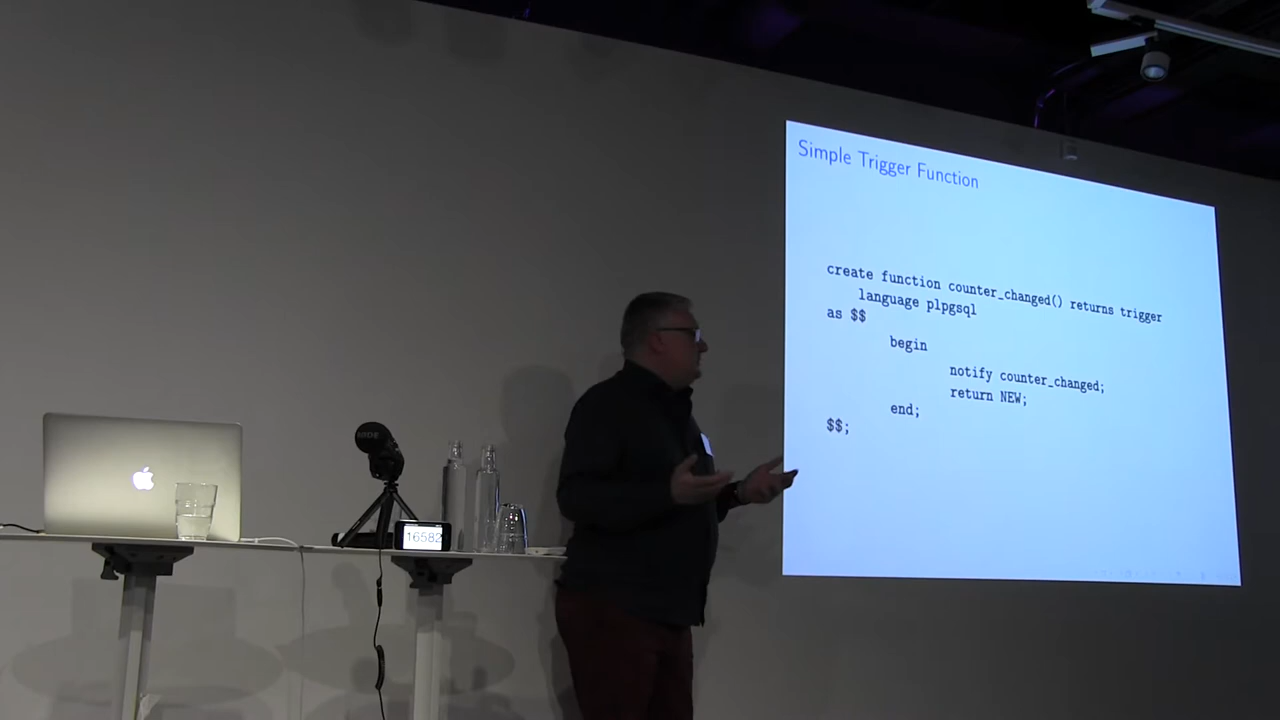 Simple Trigger Function
create function counter_changed() returns trigger
language plpgsql
as $$
begin
notify counter_changed;
return NEW;
end;
$$;
RØDE
16582